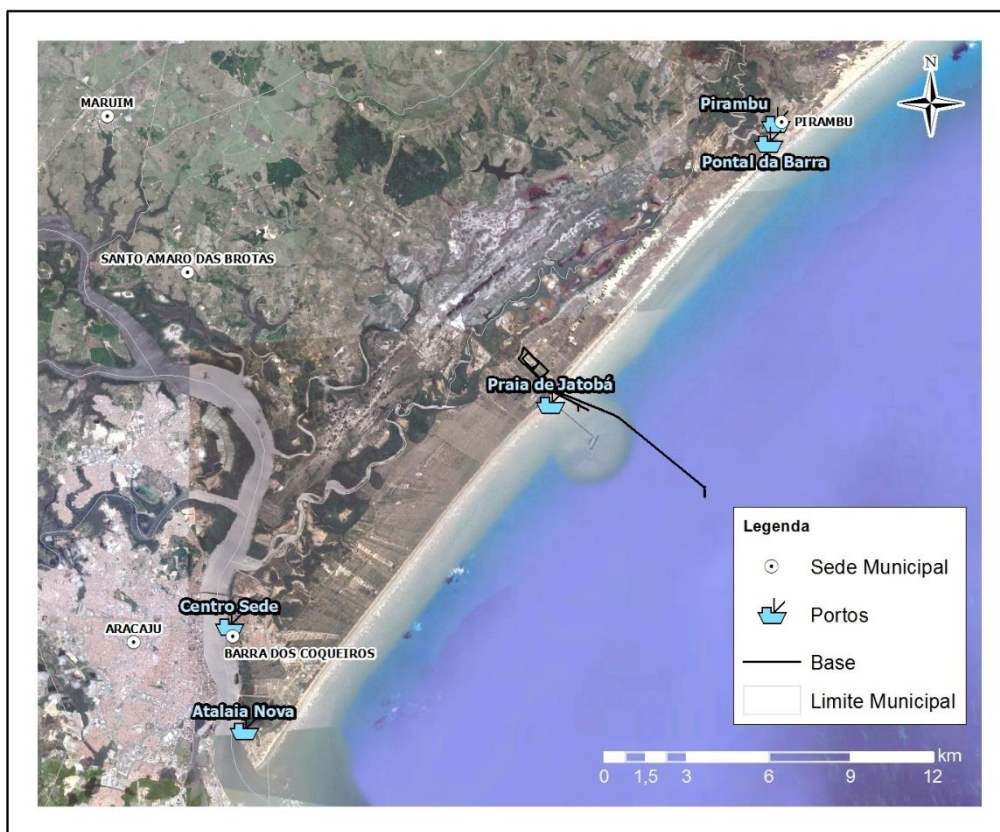 N
MARUIM
Pirambu
PIRAMBU
Pontal da Barra
SANTO AMARO DAS BROTAS
Praia de Jatobá
Centro Sede
ARACAJU
BARRA DOS COQUEIROS
Atalaia Nova
Legenda
Sede Municipal
Portos
Base
Limite Municipal
km
0 1,5 3 6 9 12